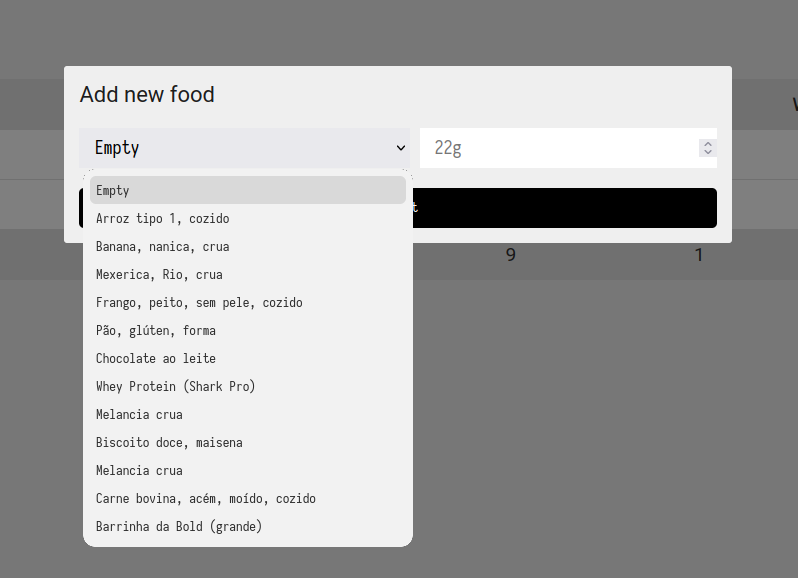 Add new food
Empty
22g
Empty
Arroz tipo 1, cozido
Banana, nanica, crua
Mexerica, Rio, crua
Frango, peito, sem pele, cozido
Pão, glúten, forma
Chocolate ao leite
Whey Protein (Shark Pro)
Melancia crua
Biscoito doce, maisena
Melancia crua
Carne bovina, acém, moído, cozido
Barrinha da Bold (grande)
9
1